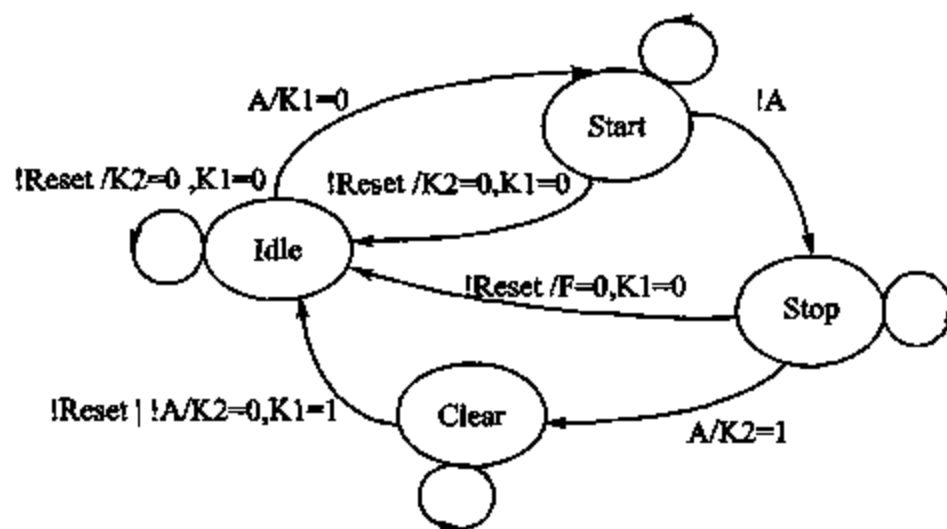 A/K1=0
Start
!A
!Reset /K2=0 ,K1=0
!Reset /K2=0,K1=0
Idle
!Reset /F=0,K1=0
Stop
!Reset | !A/K2=0,K1=1
Clear
A/K2=1